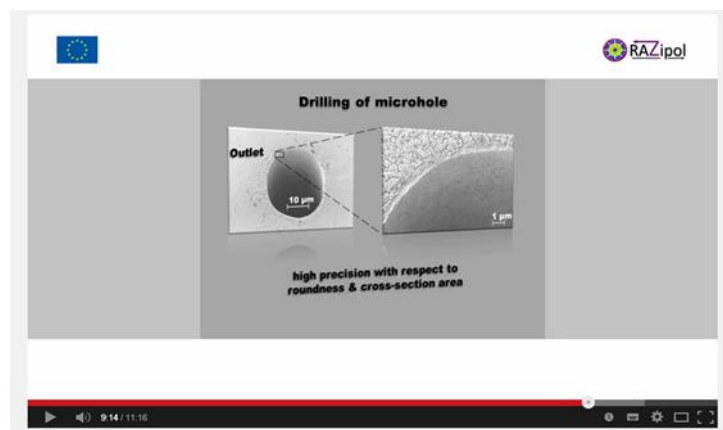 RAZipol
Drilling of microhole
Outlet
10 µm
1 µm
high precision with respect to
roundness & cross-section area
9:14 / 11:16